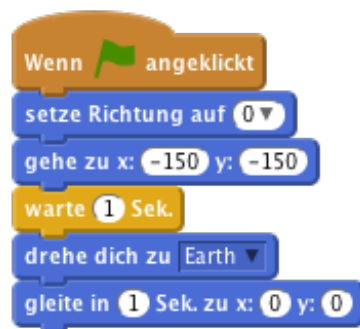 Wenn angeklickt
setze Richtung auf 0
gehe zu x: -150 y: -150
warte 1 Sek.
drehe dich zu Earth
gleite in 1 Sek. zu x: 0 y: 0